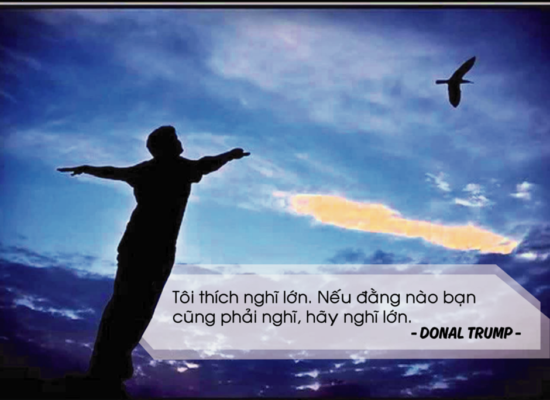 Tôi thích nghĩ lớn. Nếu đằng nào bạn
cũng phải nghĩ, hãy nghĩ lớn.
- DONAL TRUMP -